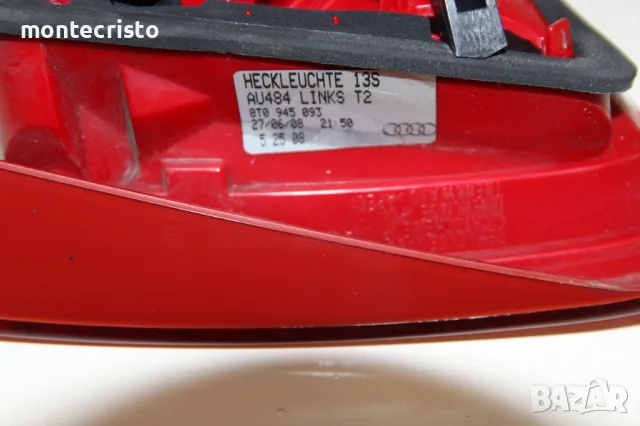 montecristo
HECKLEUCHTE 13S
AU484 LINKS T2
8T0 945 093
27/06/08 21:50
5 25 08
BAZAR